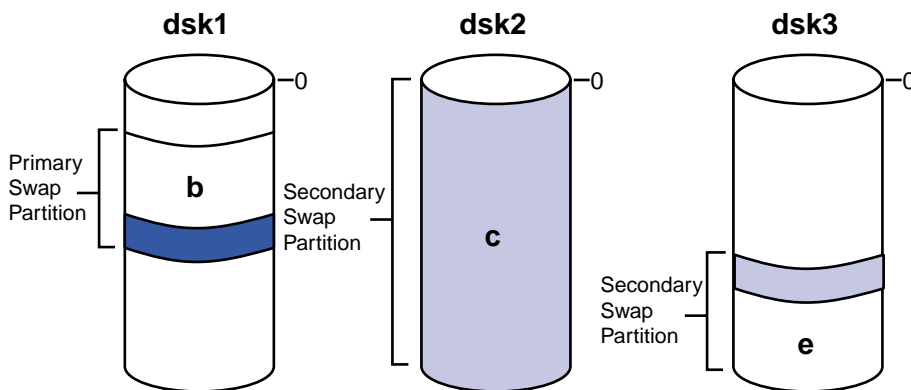 dsk1
dsk2
dsk3
0
0
0
Primary
Swap
Partition
b
Secondary
Swap
Partition
c
Secondary
Swap
Partition
e